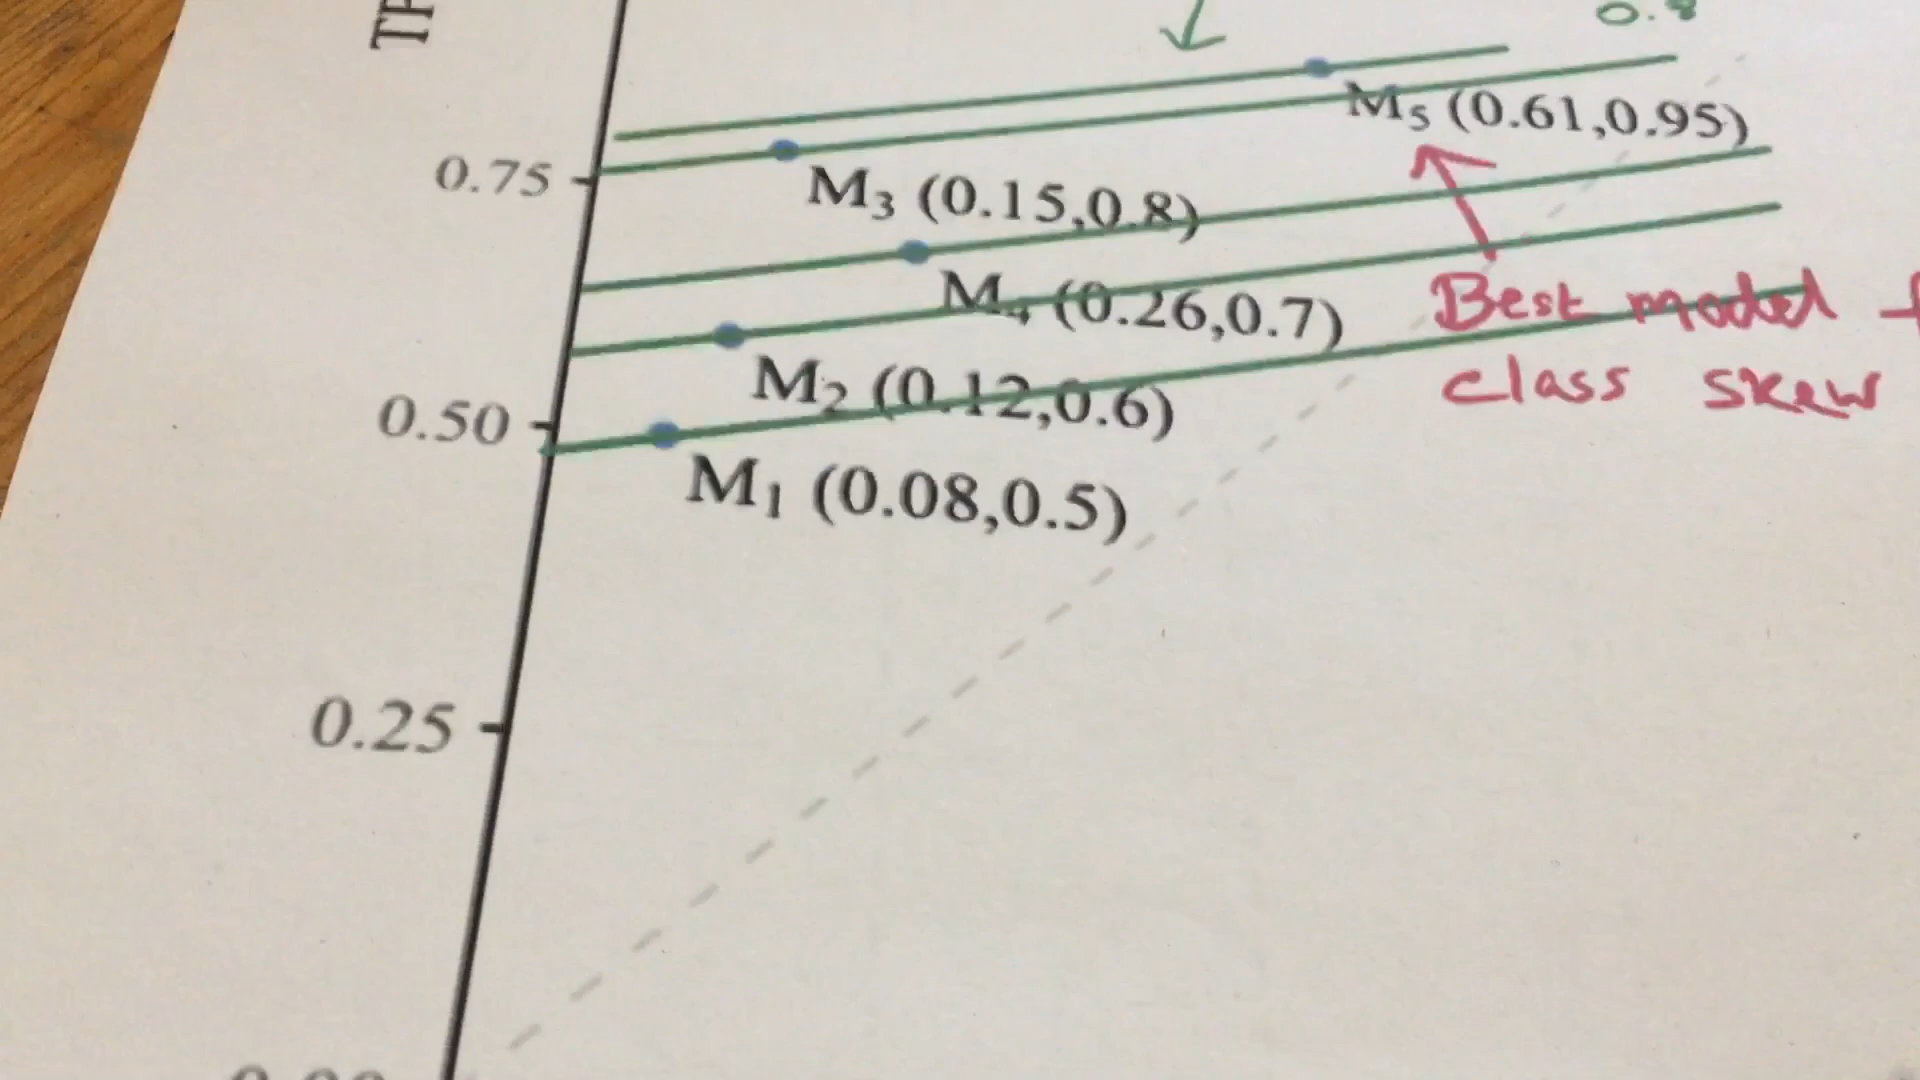 0.8
M5 (0.61,0.95)
0.75
M3 (0.15,0.8)
M4 (0.26,0.7)
Best model
class skew
M2 (0.12,0.6)
0.50
M1 (0.08,0.5)
0.25